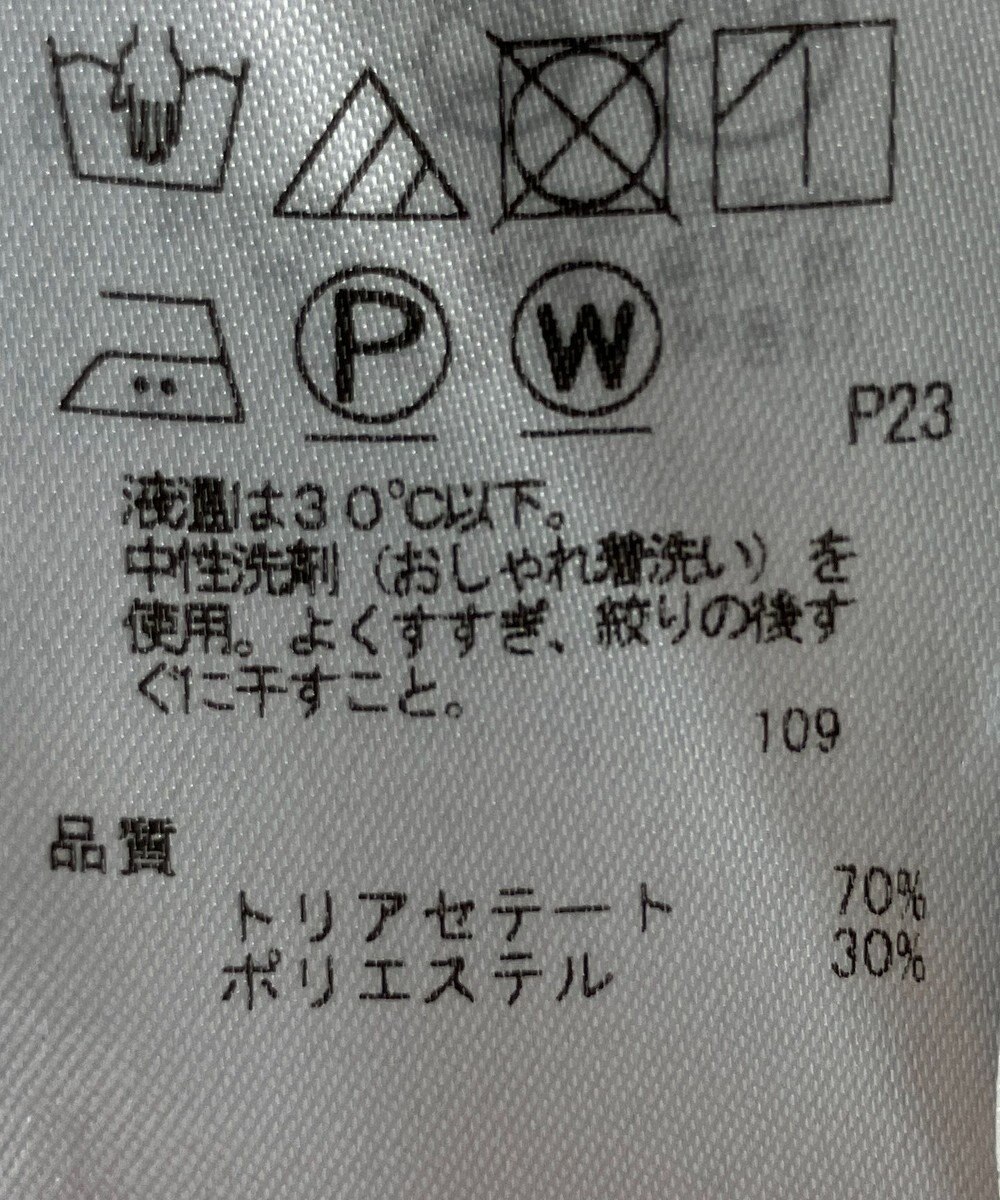 P W
P23
液温は30℃以下。
中性洗剤（おしゃれ着洗い）を
使用。よくすすぎ、絞りの後す
ぐに干すこと。
109
品質
トリアセテート 70%
ポリエステル 30%